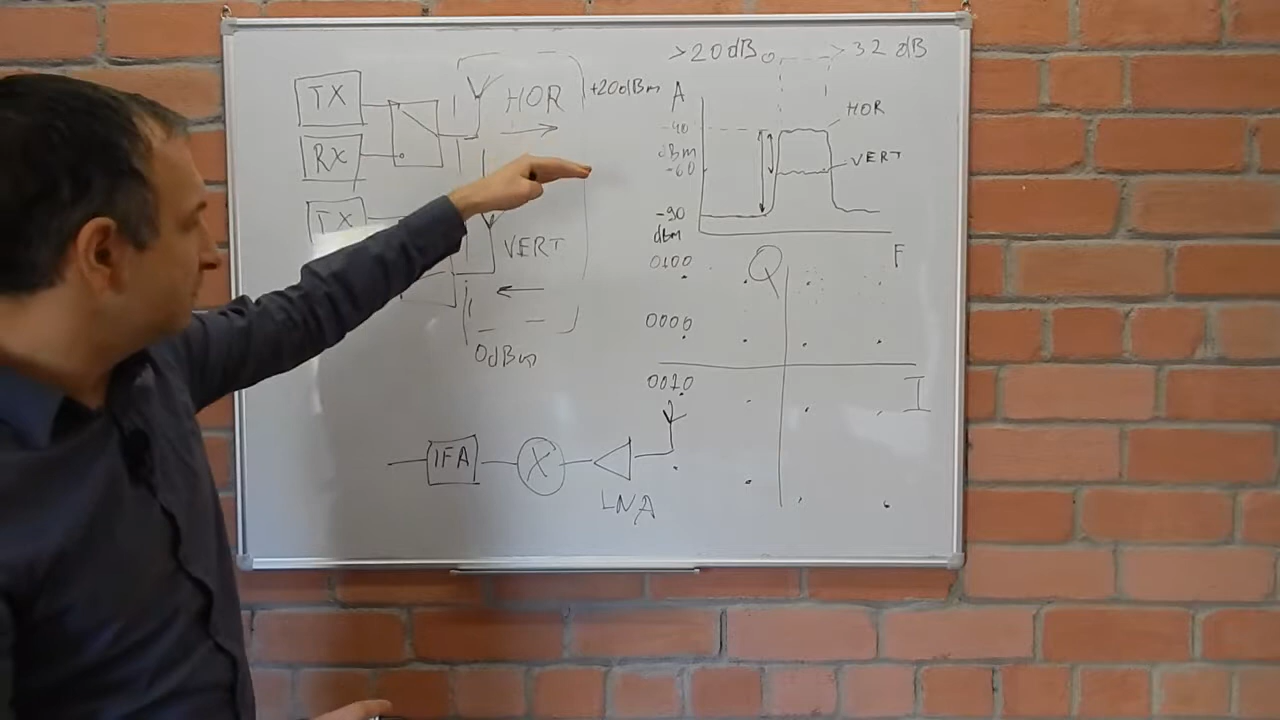 TX
RX
HOR
+20dBm
TX
VERT
0dBm
>20dB
>32 dB
A
-40
dBm
-60
-90
dBm
HOR
VERT
F
0100
0000
0010
Q
I
IFA
X
LNA